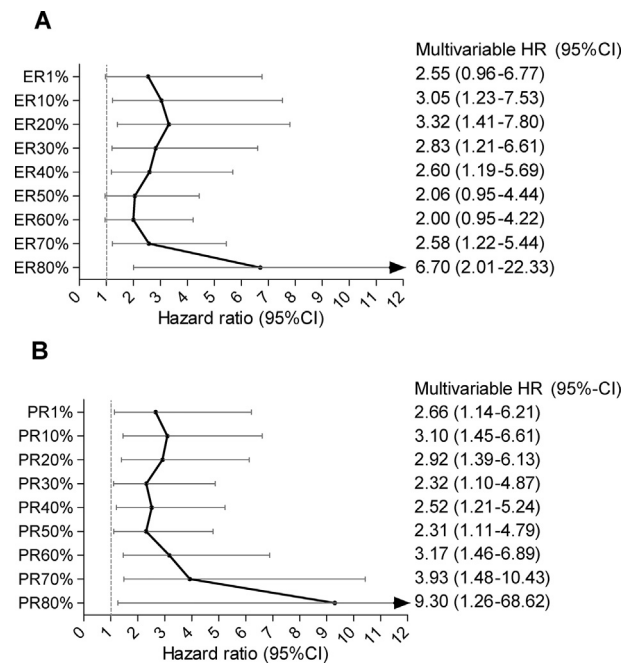 A
Multivariable HR (95%CI)
ER1% 2.55 (0.96-6.77)
ER10% 3.05 (1.23-7.53)
ER20% 3.32 (1.41-7.80)
ER30% 2.83 (1.21-6.61)
ER40% 2.60 (1.19-5.69)
ER50% 2.06 (0.95-4.44)
ER60% 2.00 (0.95-4.22)
ER70% 2.58 (1.22-5.44)
ER80% 6.70 (2.01-22.33)
0 1 2 3 4 5 6 7 8 9 10 11 12
Hazard ratio (95%CI)
B
Multivariable HR (95%-CI)
PR1% 2.66 (1.14-6.21)
PR10% 3.10 (1.45-6.61)
PR20% 2.92 (1.39-6.13)
PR30% 2.32 (1.10-4.87)
PR40% 2.52 (1.21-5.24)
PR50% 2.31 (1.11-4.79)
PR60% 3.17 (1.46-6.89)
PR70% 3.93 (1.48-10.43)
PR80% 9.30 (1.26-68.62)
0 1 2 3 4 5 6 7 8 9 10 11 12
Hazard ratio (95%CI)